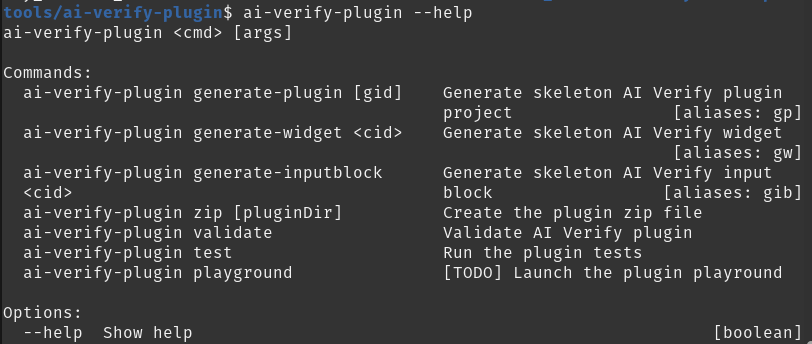 tools/ai-verify-plugin$ ai-verify-plugin --help
ai-verify-plugin <cmd> [args]
Commands:
ai-verify-plugin generate-plugin [gid]    Generate skeleton AI Verify plugin
project                [aliases: gp]
ai-verify-plugin generate-widget <cid>    Generate skeleton AI Verify widget
[aliases: gw]
ai-verify-plugin generate-inputblock      Generate skeleton AI Verify input
<cid>                                     block                 [aliases: gib]
ai-verify-plugin zip [pluginDir]          Create the plugin zip file
ai-verify-plugin validate                 Validate AI Verify plugin
ai-verify-plugin test                     Run the plugin tests
ai-verify-plugin playground               [TODO] Launch the plugin playround
Options:
--help  Show help                                                    [boolean]